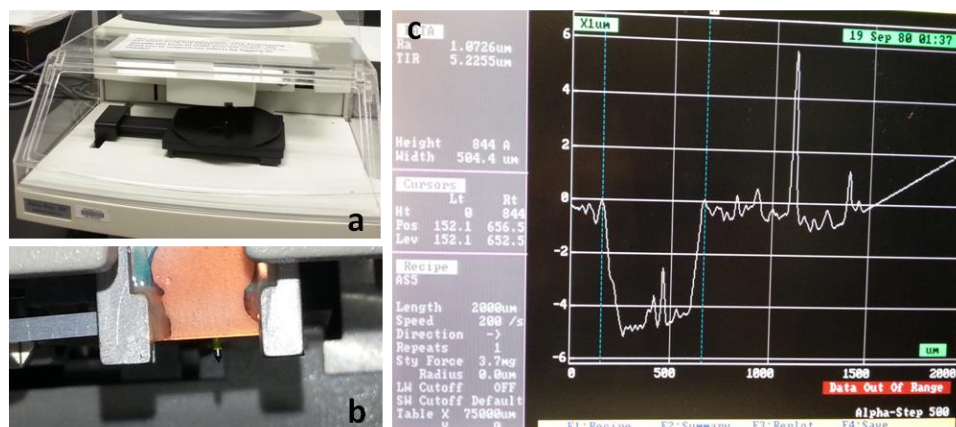 a
b
c
DATA
Ra 1.0726um
TIR 5.2255um
Height 844 A
Width 504.4 um
Cursors
Lt Rt
Ht 0 844
Pos 152.1 656.5
Lev 152.1 652.5
Recipe
AS5
Length 2000um
Speed 200 /s
Direction ->
Repeats 1
Sty Force 3.7mg
Radius 0.0um
LW Cutoff OFF
SW Cutoff Default
Table X 75000um
X1um
19 Sep 80 01:37
6
4
2
0
-2
-4
-6
0 500 1000 1500 2000
um
Data Out Of Range
Alpha-Step 500
F1:Recipe F2:Summary F3:Replot F4:Save